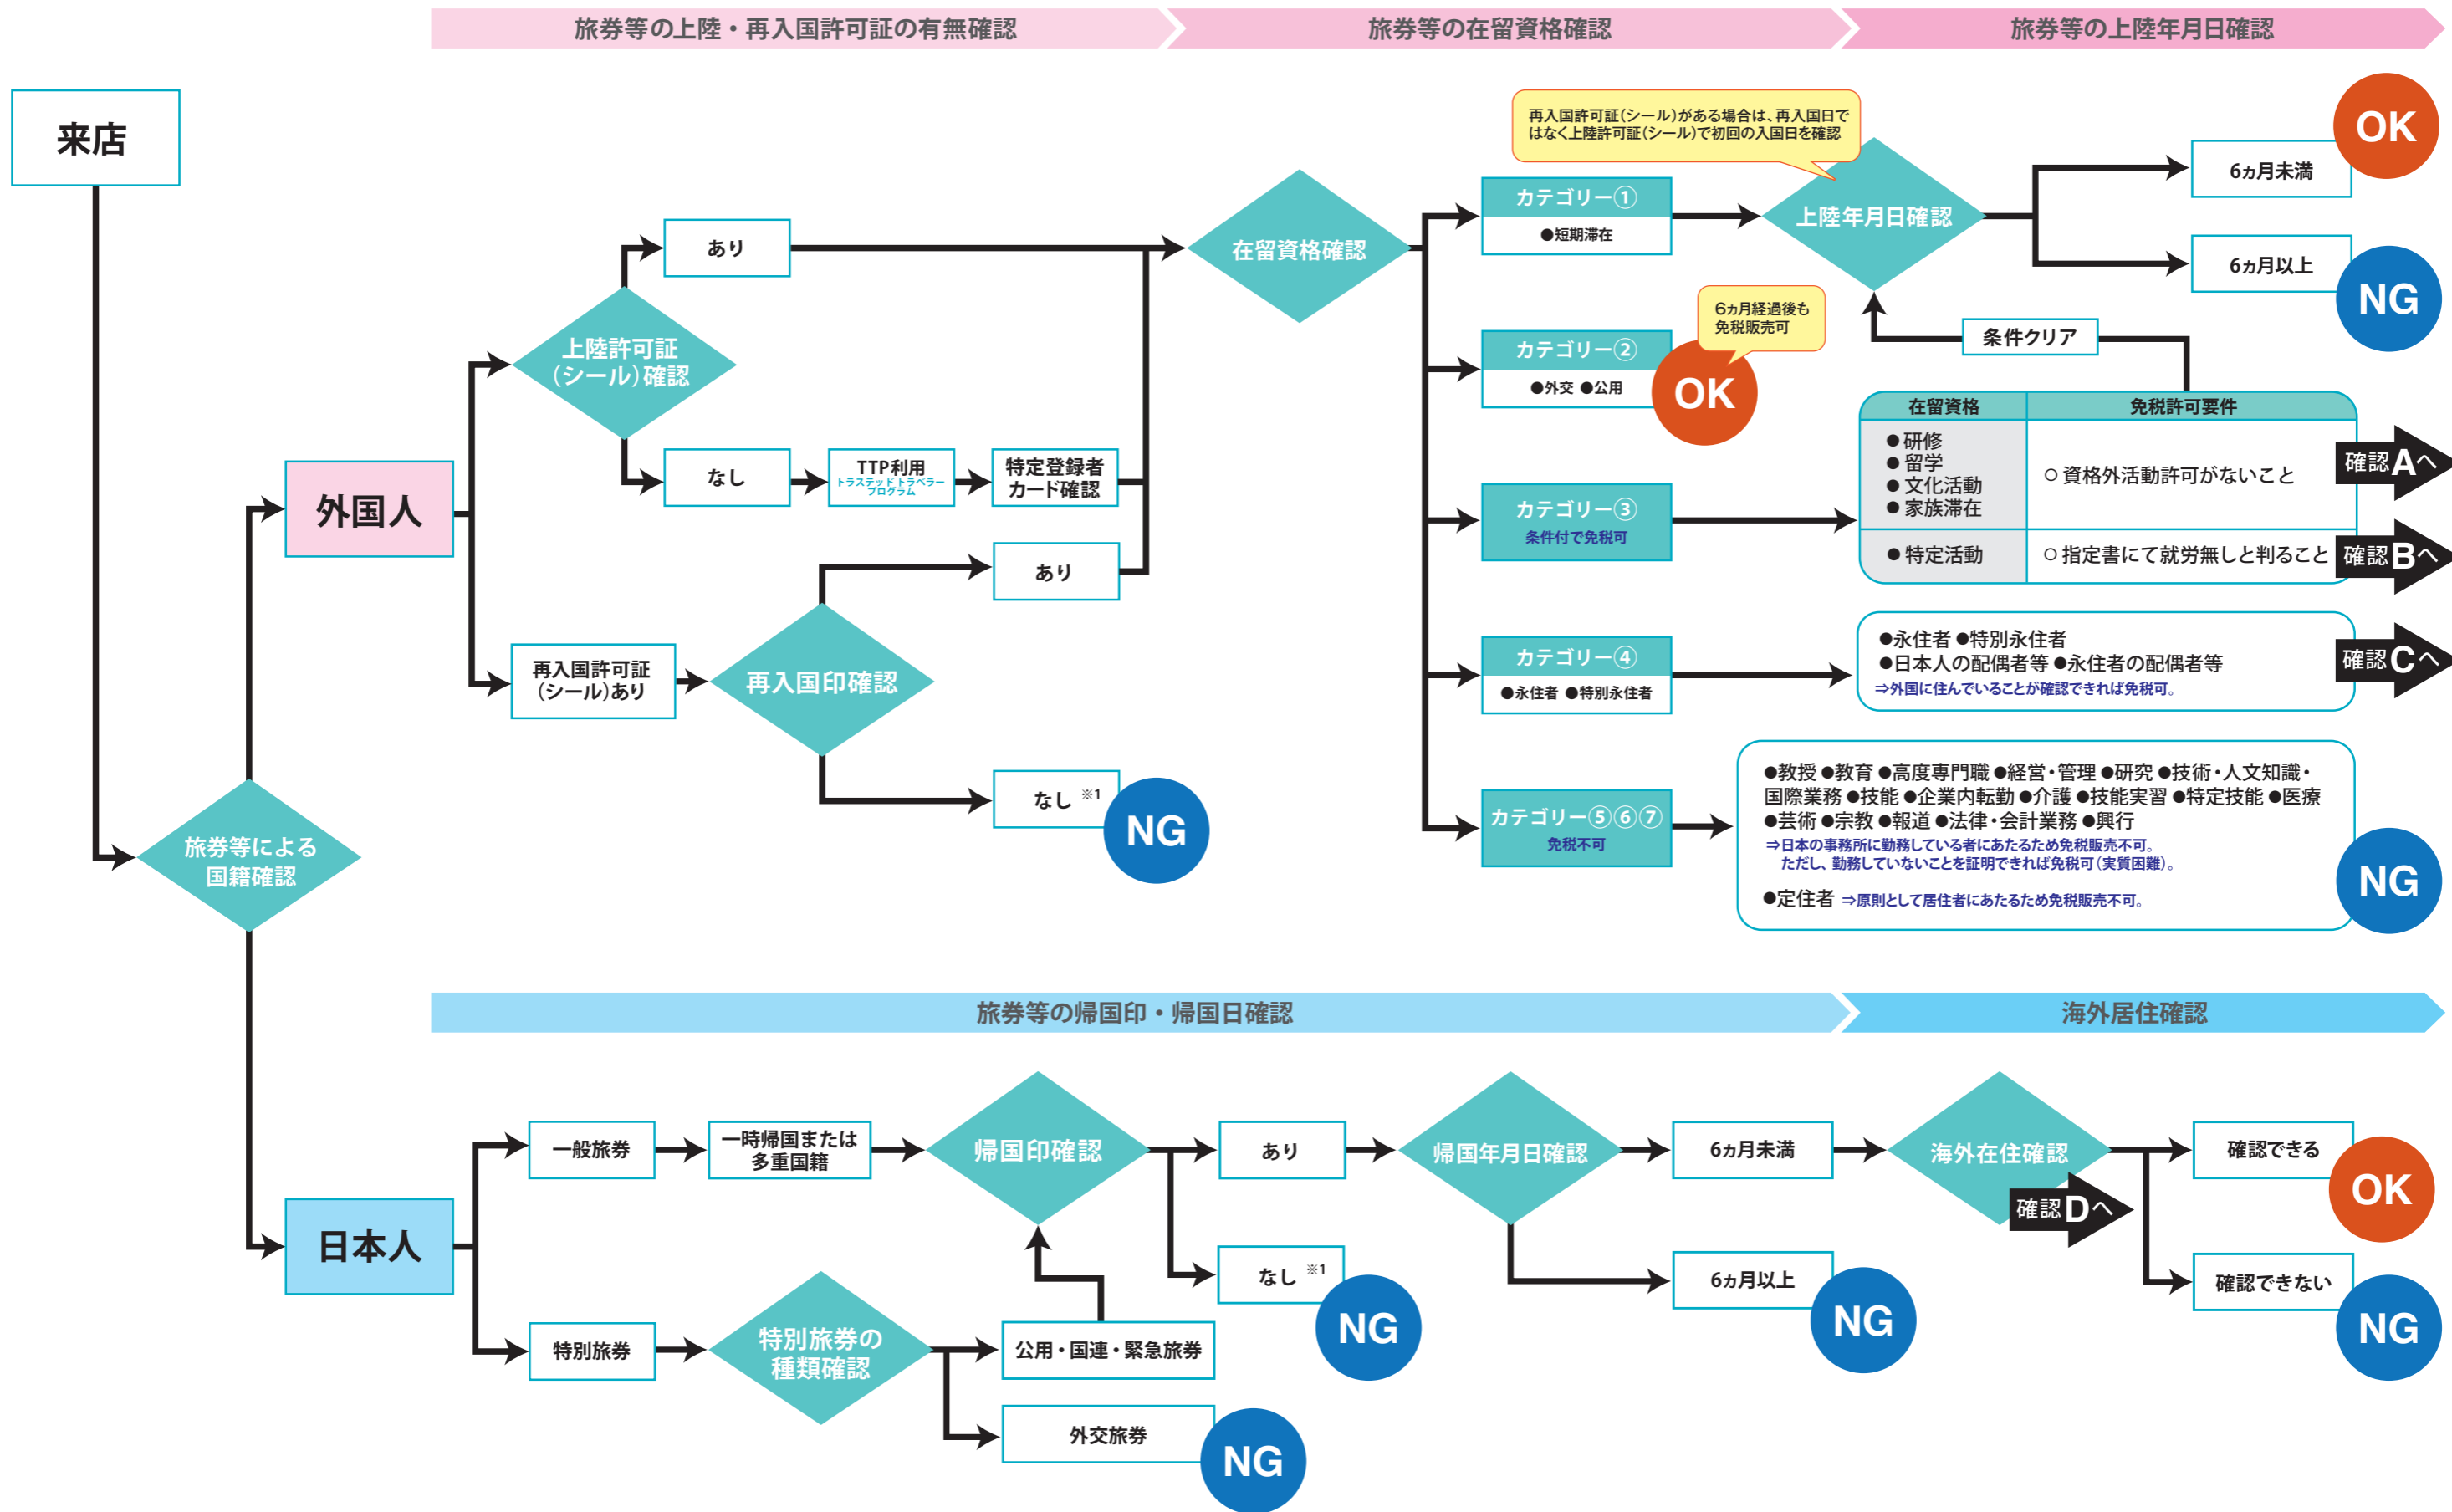 旅券等の上陸・再入国許可証の有無確認
旅券等の在留資格確認
旅券等の上陸年月日確認
来店
旅券等による
国籍確認
外国人
上陸許可証
（シール）確認
あり
なし
TTP利用
トラステッドトラベラー
プログラム
特定登録者
カード確認
再入国許可証
（シール）あり
再入国印確認
あり
なし ※1
NG
在留資格確認
カテゴリー①
●短期滞在
再入国許可証（シール）がある場合は、再入国日で
はなく上陸許可証（シール）で初回の入国日を確認
上陸年月日確認
6ヵ月未満
OK
6ヵ月以上
NG
カテゴリー②
●外交 ●公用
OK
6ヵ月経過後も
免税販売可
条件クリア
カテゴリー③
条件付で免税可
在留資格
免税許可要件
●研修
●留学
●文化活動
●家族滞在
○資格外活動許可がないこと
確認Aへ
●特定活動
○指定書にて就労無しと判ること
確認Bへ
カテゴリー④
●永住者 ●特別永住者
●永住者 ●特別永住者
●日本人の配偶者等 ●永住者の配偶者等
⇒外国に住んでいることが確認できれば免税可。
確認Cへ
カテゴリー⑤⑥⑦
免税不可
●教授 ●教育 ●高度専門職 ●経営・管理 ●研究 ●技術・人文知識・
国際業務 ●技能 ●企業内転勤 ●介護 ●技能実習 ●特定技能 ●医療
●芸術 ●宗教 ●報道 ●法律・会計業務 ●興行
⇒日本の事務所に勤務している者にあたるため免税販売不可。
ただし、勤務していないことを証明できれば免税可（実質困難）。
●定住者 ⇒原則として居住者にあたるため免税販売不可。
NG
旅券等の帰国印・帰国日確認
海外居住確認
日本人
一般旅券
一時帰国または
多重国籍
帰国印確認
あり
なし ※1
NG
帰国年月日確認
6ヵ月未満
6ヵ月以上
NG
海外在住確認
確認Dへ
確認できる
OK
確認できない
NG
特別旅券
特別旅券の
種類確認
公用・国連・緊急旅券
外交旅券
NG